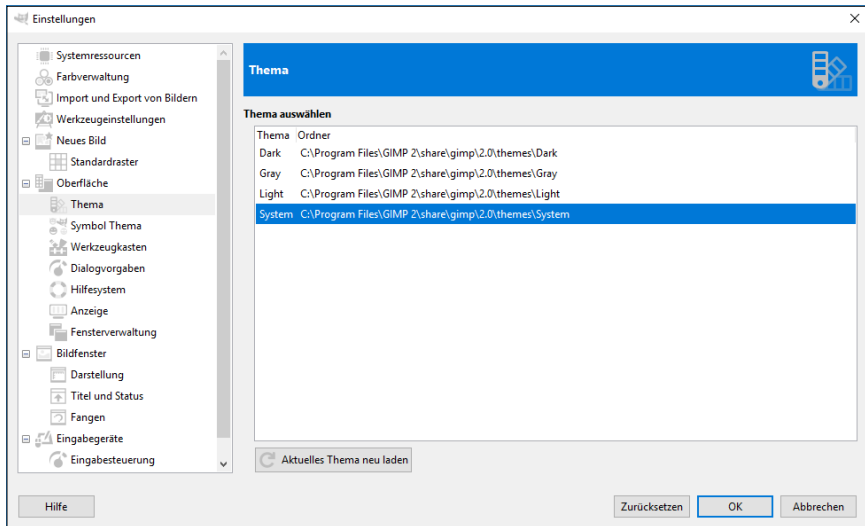 Einstellungen
Systemressourcen
Farbverwaltung
Import und Export von Bildern
Werkzeugeinstellungen
Neues Bild
Standardraster
Oberfläche
Thema
Symbol Thema
Werkzeugkasten
Dialogvorgaben
Hilfesystem
Anzeige
Fensterverwaltung
Bildfenster
Darstellung
Titel und Status
Fangen
Eingabegeräte
Eingabesteuerung
Thema
Thema auswählen
Thema Ordner
Dark C:\Program Files\GIMP 2\share\gimp\2.0\themes\Dark
Gray C:\Program Files\GIMP 2\share\gimp\2.0\themes\Gray
Light C:\Program Files\GIMP 2\share\gimp\2.0\themes\Light
System C:\Program Files\GIMP 2\share\gimp\2.0\themes\System
Aktuelles Thema neu laden
Hilfe Zurücksetzen OK Abbrechen